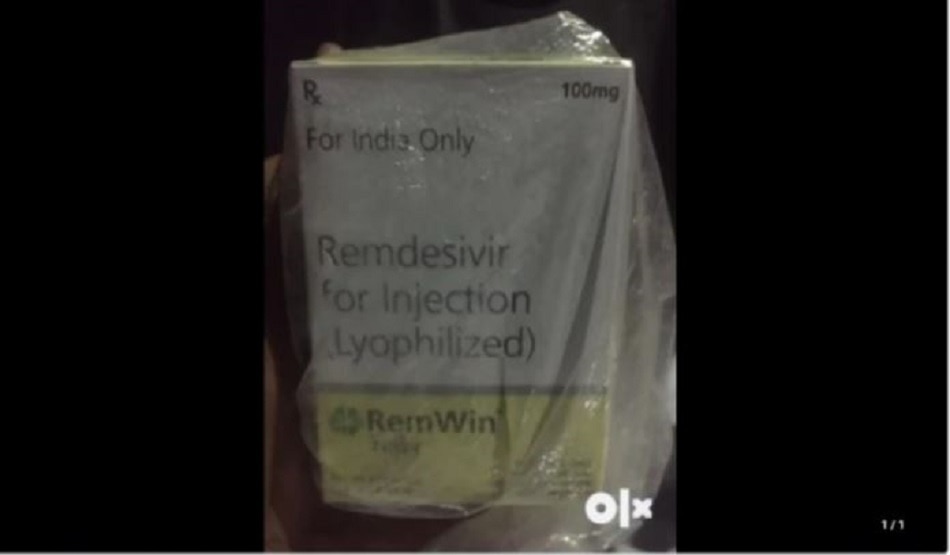 Rx
100mg
For India Only
Remdesivir
for Injection
(Lyophilized)
RemWin
OLX
1/1